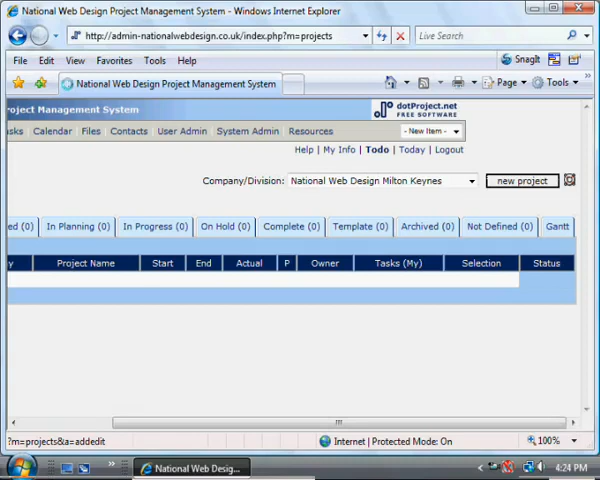 National Web Design Project Management System - Windows Internet Explorer
http://admin-nationalwebdesign.co.uk/index.php?m=projects
Live Search
File Edit View Favorites Tools Help
SnagIt
National Web Design Project Management System
Page Tools
roject Management System
dotProject.net
FREE SOFTWARE
sks Calendar Files Contacts User Admin System Admin Resources
- New Item -
Help | My Info | Todo | Today | Logout
Company/Division: National Web Design Milton Keynes new project
ed (0) In Planning (0) In Progress (0) On Hold (0) Complete (0) Template (0) Archived (0) Not Defined (0) Gantt
y Project Name Start End Actual P Owner Tasks (My) Selection Status
?m=projects&a=addedit
Internet | Protected Mode: On
100%
National Web Desig...
4:24 PM